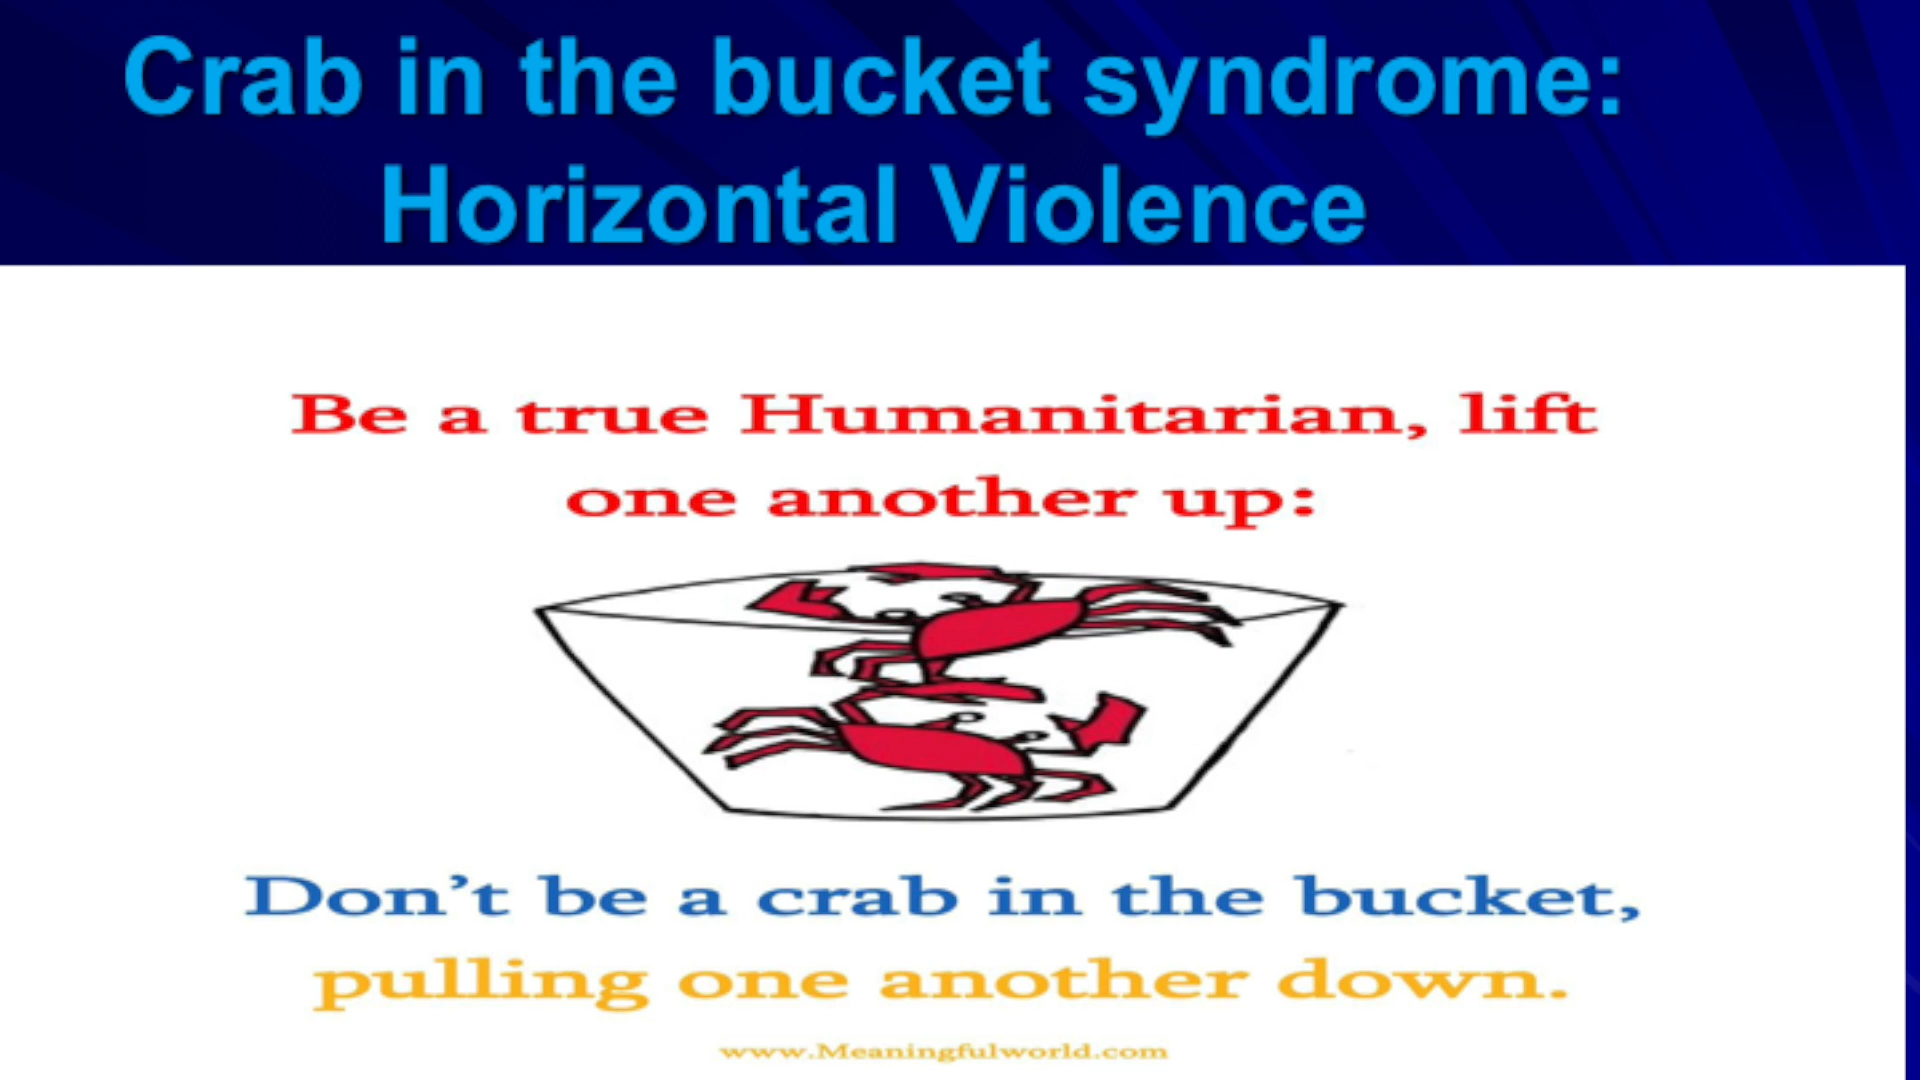 Crab in the bucket syndrome:
Horizontal Violence
Be a true Humanitarian, lift
one another up:
Don’t be a crab in the bucket,
pulling one another down.
www.Meaningfulworld.com